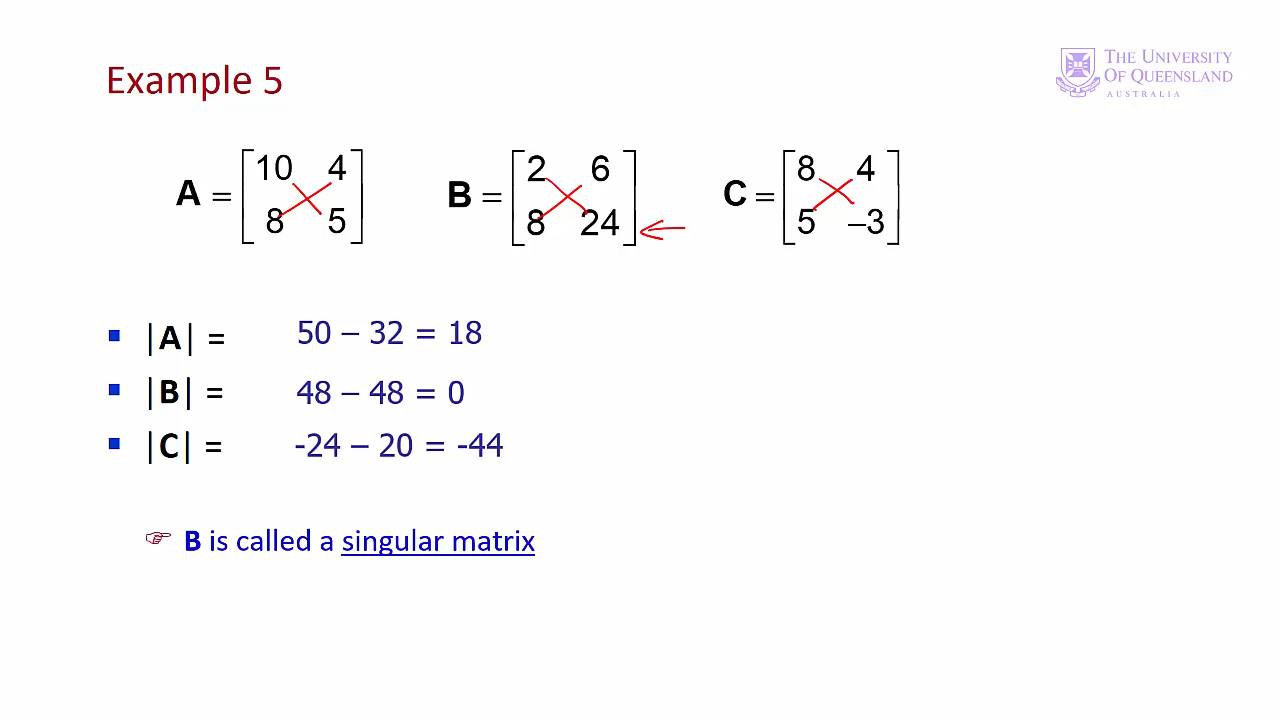 Example 5
THE UNIVERSITY
OF QUEENSLAND
AUSTRALIA
A = [10 4
8 5]
B = [2 6
8 24]
C = [8 4
5 –3]
▪ |A| = 50 – 32 = 18
▪ |B| = 48 – 48 = 0
▪ |C| = -24 – 20 = -44
☞ B is called a singular matrix